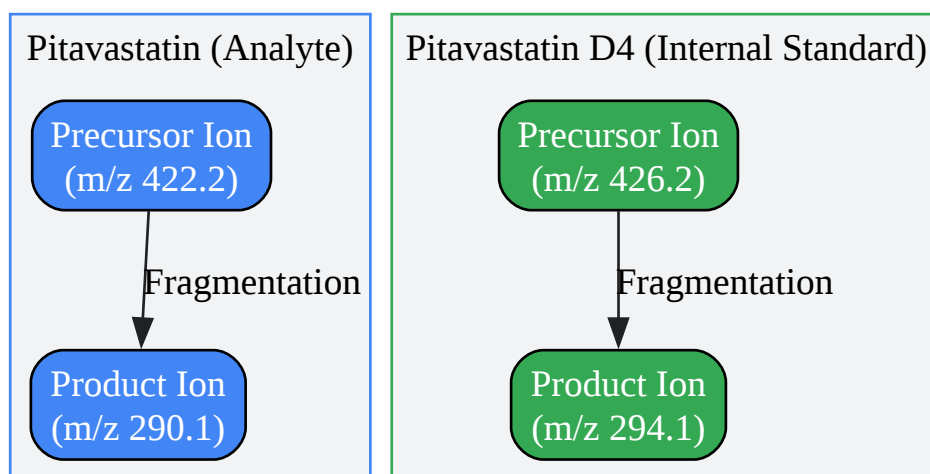 Pitavastatin (Analyte)
Precursor Ion
(m/z 422.2)
Fragmentation
Product Ion
(m/z 290.1)
Pitavastatin D4 (Internal Standard)
Precursor Ion
(m/z 426.2)
Fragmentation
Product Ion
(m/z 294.1)